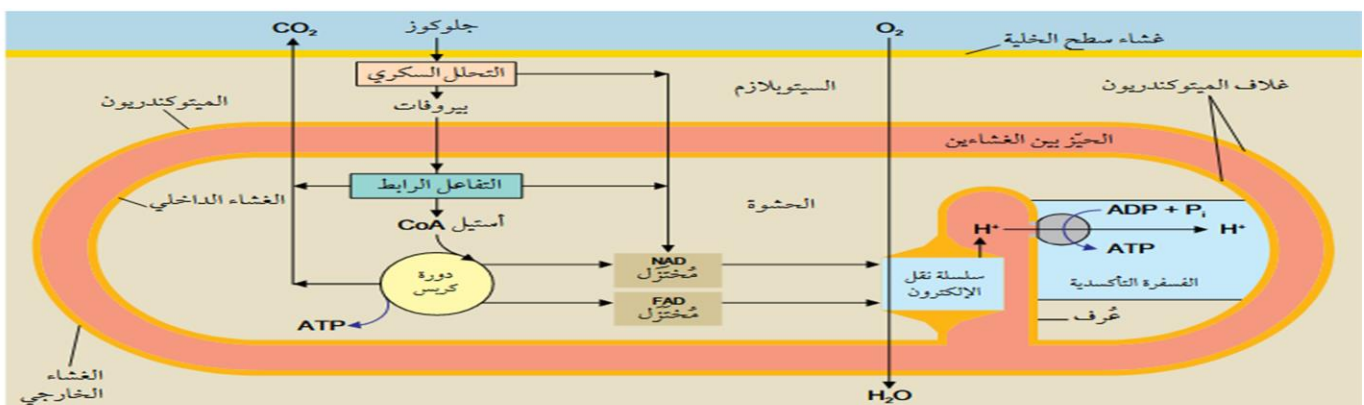 CO₂
جلوكوز
O₂
غشاء سطح الخلية
التحلل السكري
السيتوبلازم
غلاف الميتوكندريون
بيروفات
الميتوكندريون
الحيّز بين الغشاءين
التفاعل الرابط
الغشاء الداخلي
الحشوة
أستيل CoA
ADP + Pᵢ
H⁺
H⁺
ATP
NAD
مُختزَل
دورة
كربس
سلسلة نقل
الإلكترون
الفسفرة التأكسدية
FAD
مُختزَل
ATP
عُرف
الغشاء
الخارجي
H₂O